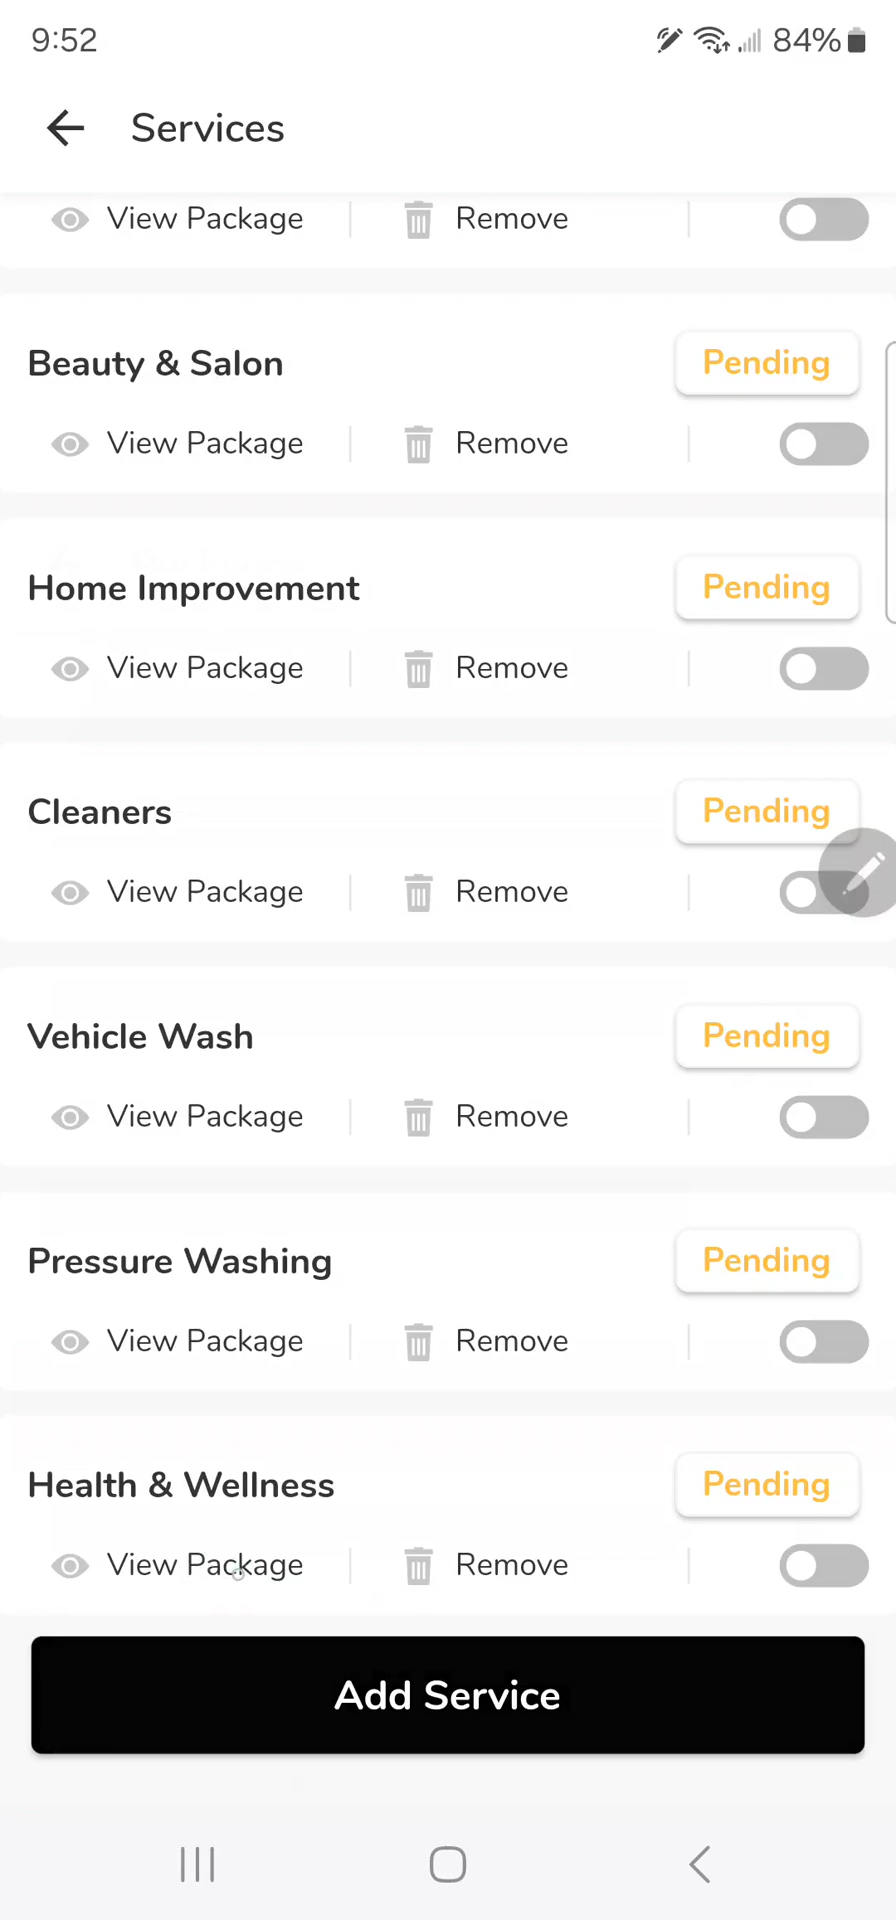 9:52 84%
Services
View Package Remove
Beauty & Salon Pending
View Package Remove
Home Improvement Pending
View Package Remove
Cleaners Pending
View Package Remove
Vehicle Wash Pending
View Package Remove
Pressure Washing Pending
View Package Remove
Health & Wellness Pending
View Package Remove
Add Service